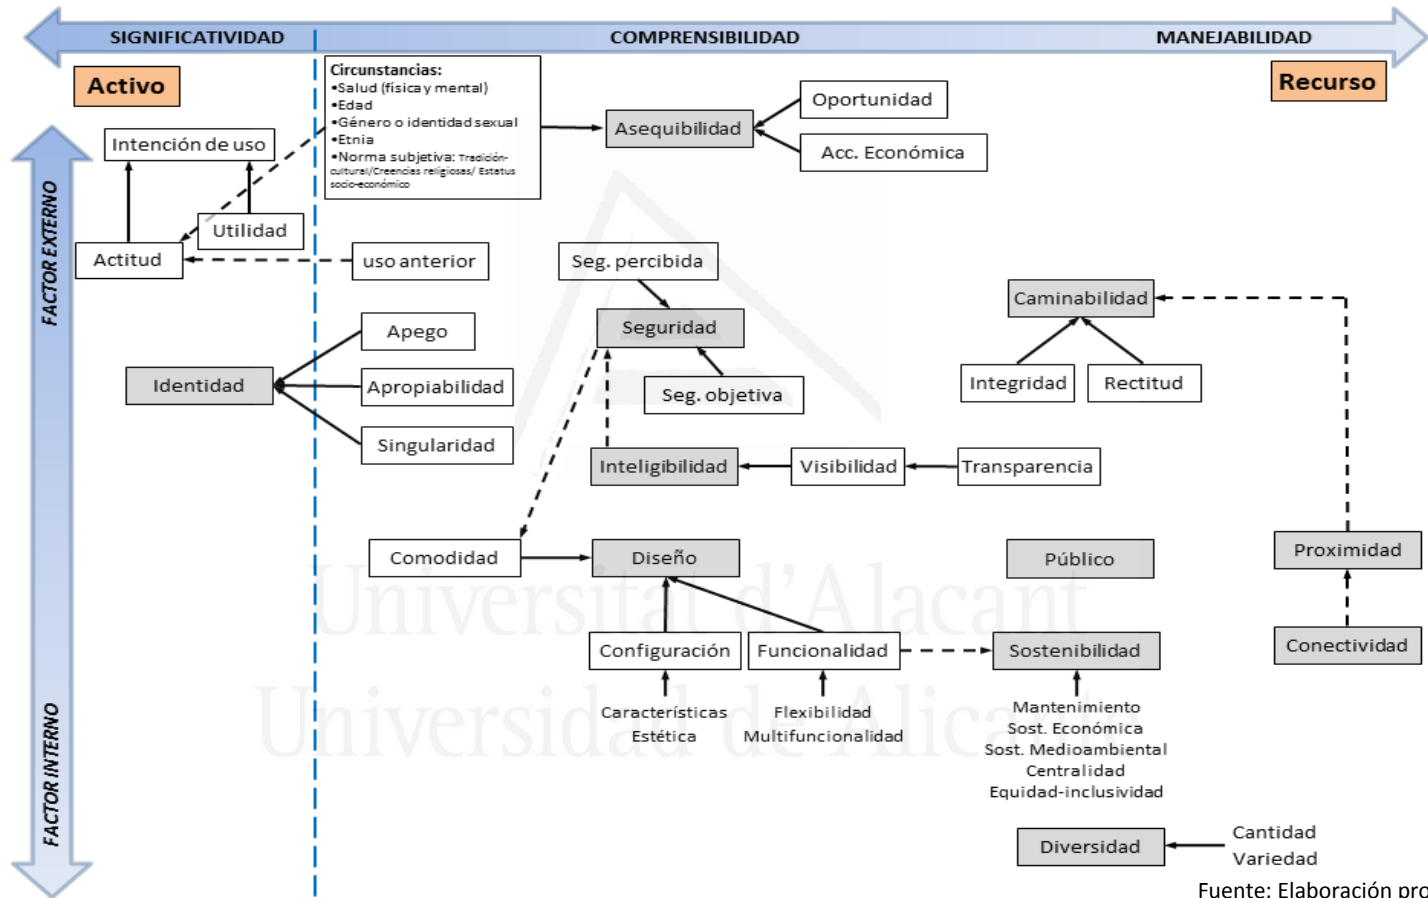 SIGNIFICATIVIDAD COMPRENSIBILIDAD MANEJABILIDAD
Activo
Recurso
Circunstancias:
•Salud (física y mental)
•Edad
•Género o identidad sexual
•Etnia
•Norma subjetiva: Tradición-
cultural/Creencias religiosas/ Estatus
socio-económico
Asequibilidad
Oportunidad
Acc. Económica
Intención de uso
Utilidad
Actitud
uso anterior
FACTOR EXTERNO
Seg. percibida
Seguridad
Seg. objetiva
Caminabilidad
Integridad
Rectitud
Apego
Identidad
Apropiabilidad
Singularidad
Inteligibilidad
Visibilidad
Transparencia
Comodidad
Diseño
Público
Proximidad
Configuración
Funcionalidad
Sostenibilidad
Conectividad
Características
Estética
Flexibilidad
Multifuncionalidad
Mantenimiento
Sost. Económica
Sost. Medioambiental
Centralidad
Equidad-inclusividad
FACTOR INTERNO
Diversidad
Cantidad
Variedad
Universitat d'Alacant
Universidad de Alicante
Fuente: Elaboración pro